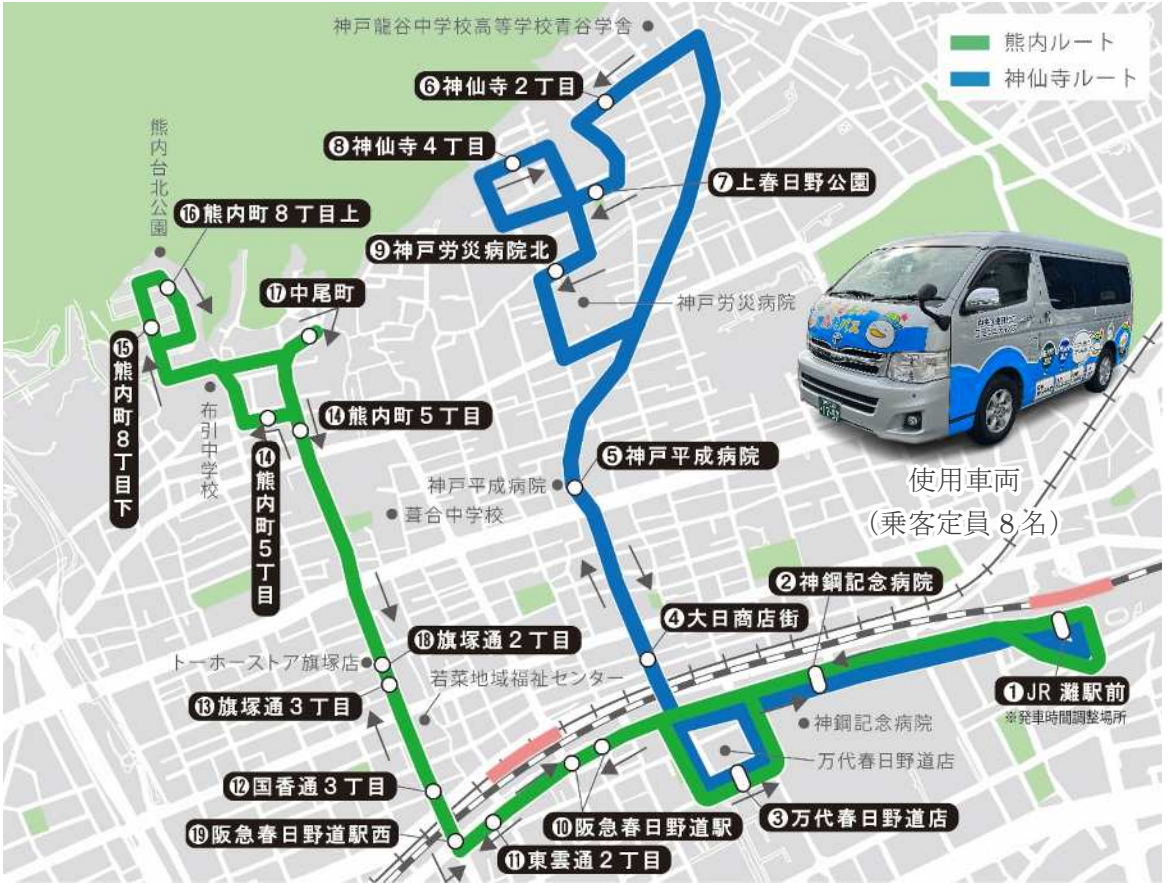 神戸龍谷中学校高等学校青谷学舎
熊内ルート
神仙寺ルート
❻神仙寺２丁目
❽神仙寺４丁目
❼上春日野公園
熊内台北公園
⓰熊内町８丁目上
❾神戸労災病院北
⓱中尾町
神戸労災病院
⓯熊内町８丁目下
布引中学校
⓮熊内町５丁目
⓮熊内町５丁目
❺神戸平成病院
神戸平成病院
葺合中学校
使用車両
(乗客定員 8 名)
❷神鋼記念病院
❹大日商店街
⓲旗塚通２丁目
トーホーストア旗塚店
若菜地域福祉センター
⓭旗塚通３丁目
❶JR 灘駅前
※発車時間調整場所
神鋼記念病院
万代春日野道店
⓬国香通３丁目
⓳阪急春日野道駅西
❿阪急春日野道駅
❸万代春日野道店
⓫東雲通２丁目